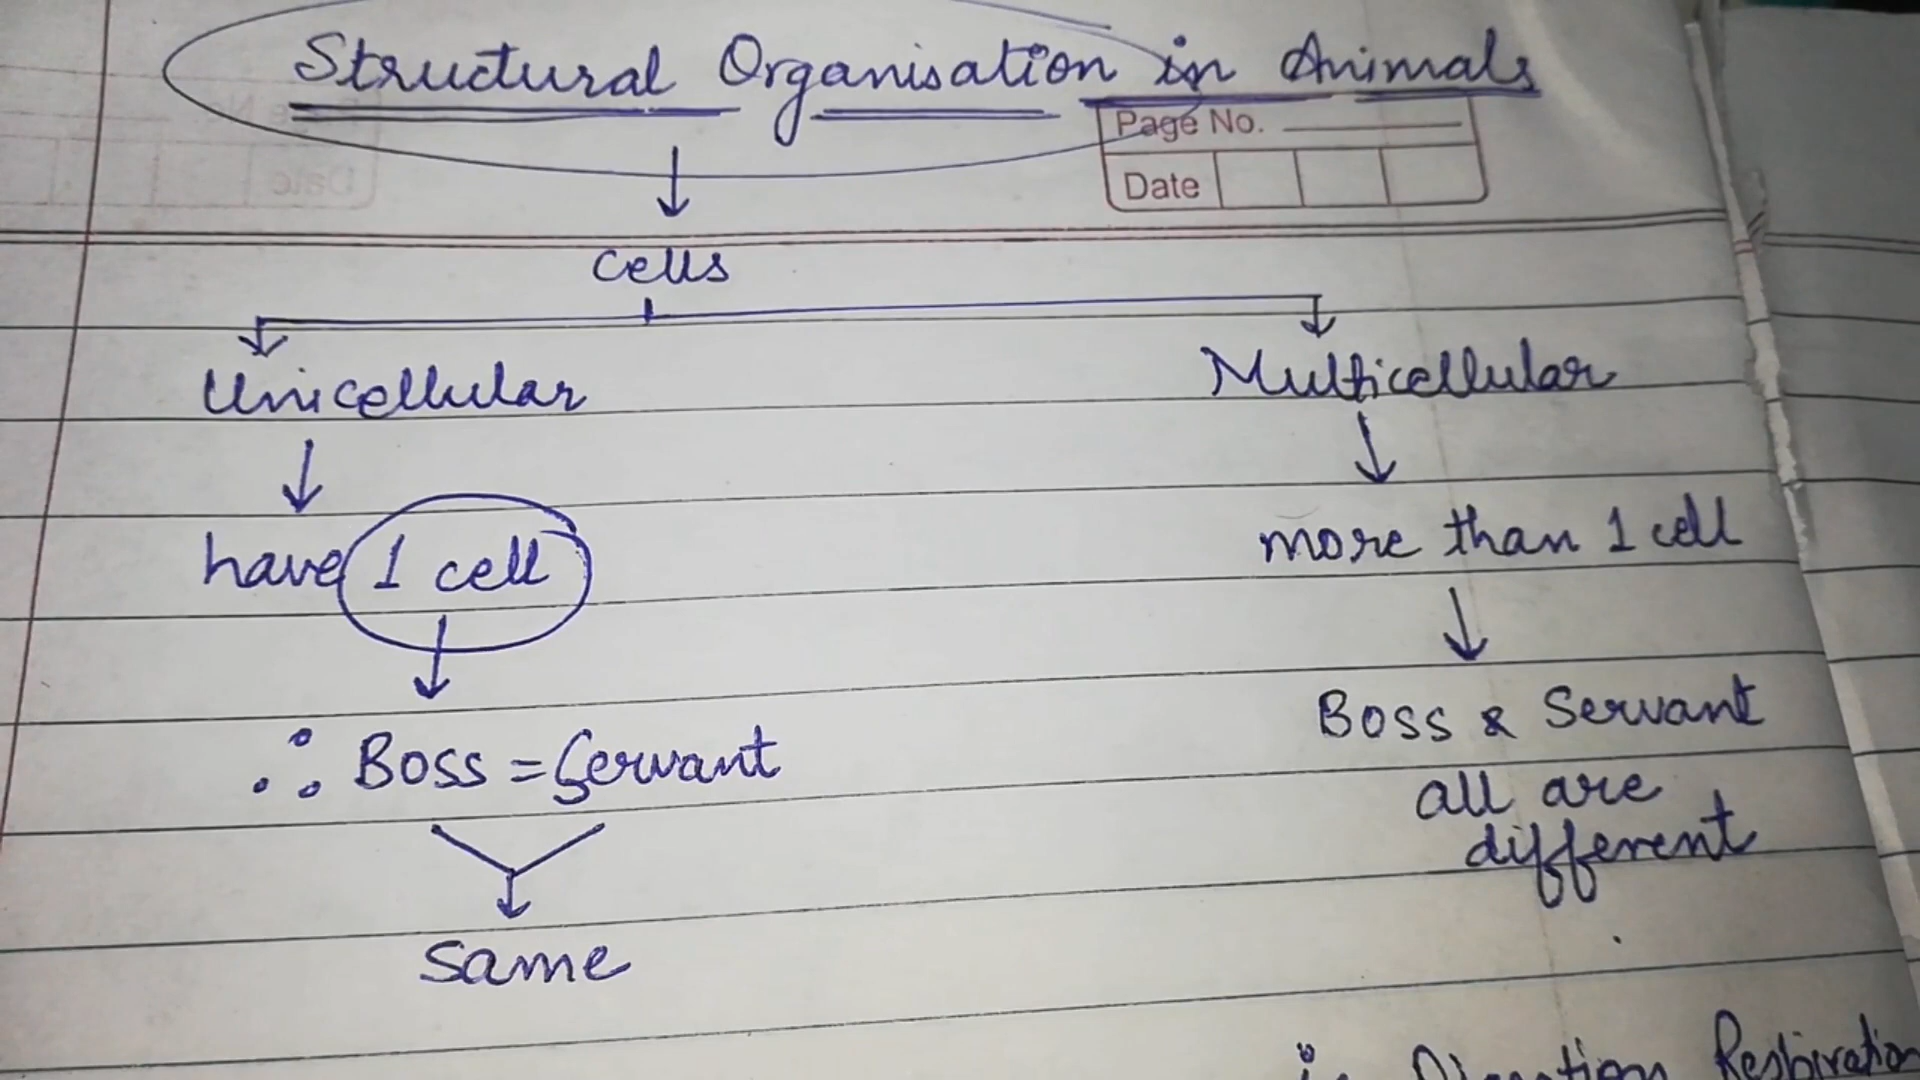 Structural Organisation in Animals
Page No.
Date
cells
Unicellular
Multicellular
have 1 cell
more than 1 cell
∴ Boss = Servant
Boss & Servant
all are
different
Same
Respiration